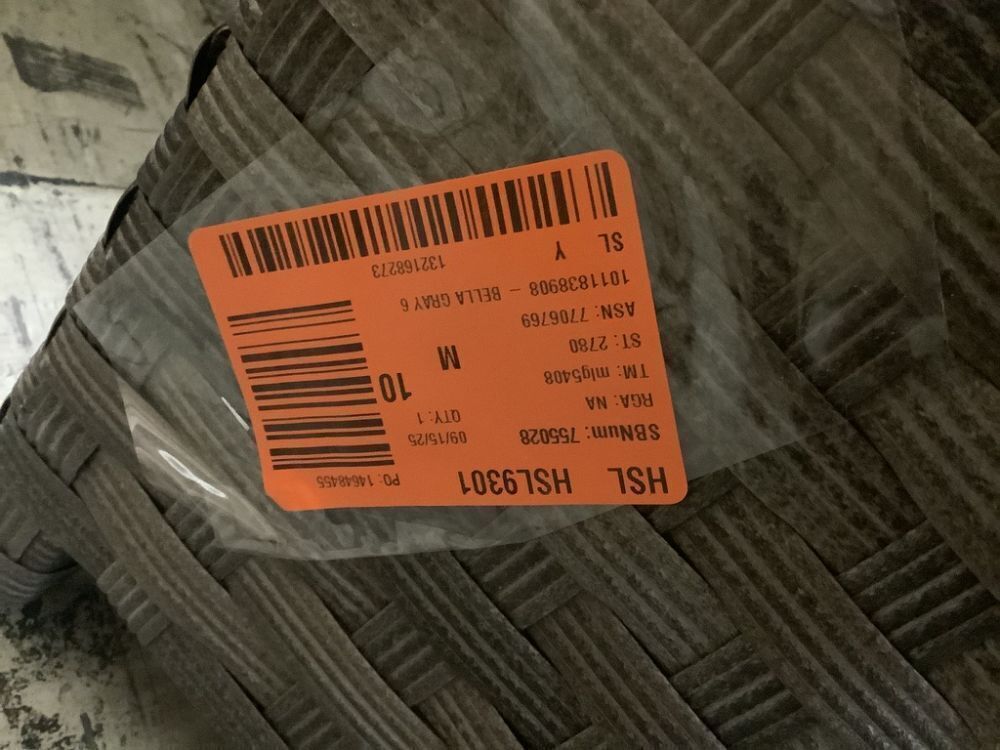 HSL HSL9301 PO: 14648455
SBNum: 755028 09/15/25
RGA: NA QTY: 1
TM: mlg5408 10
ST: 2780 M
ASN: 7706769
1011838908 – BELLA GRAY 6
SL Y 132168273